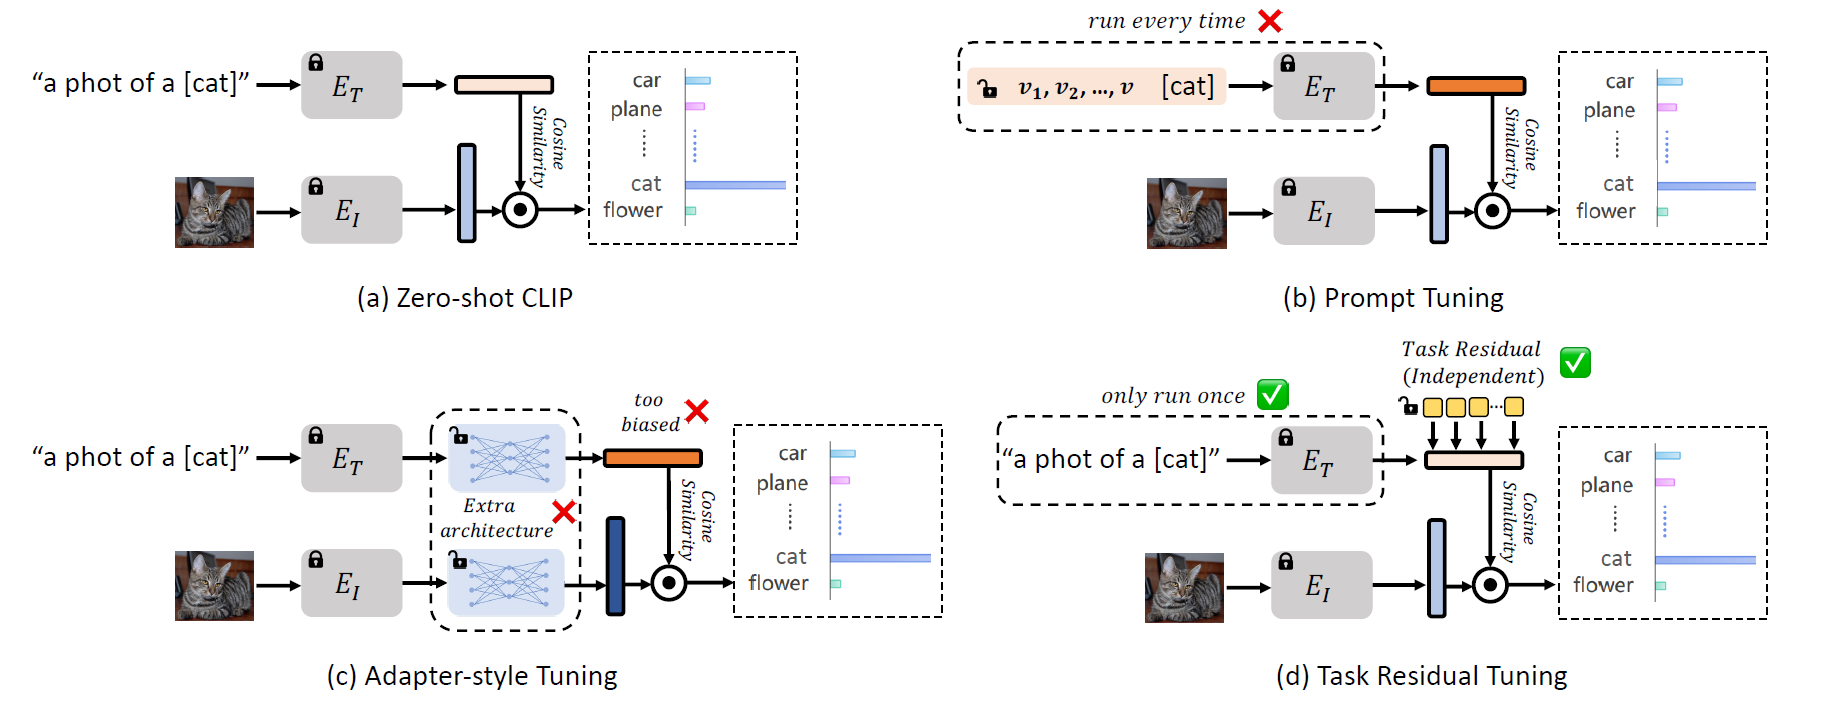 “a phot of a [cat]”
E_T
Cosine
Similarity
E_I
car
plane
cat
flower
(a) Zero-shot CLIP
run every time
v₁, v₂, ..., v [cat]
E_T
Cosine
Similarity
E_I
car
plane
cat
flower
(b) Prompt Tuning
“a phot of a [cat]”
E_T
Extra
architecture
too
biased
Cosine
Similarity
E_I
car
plane
cat
flower
(c) Adapter-style Tuning
only run once
“a phot of a [cat]”
E_T
Task Residual
(Independent)
Cosine
Similarity
E_I
car
plane
cat
flower
(d) Task Residual Tuning